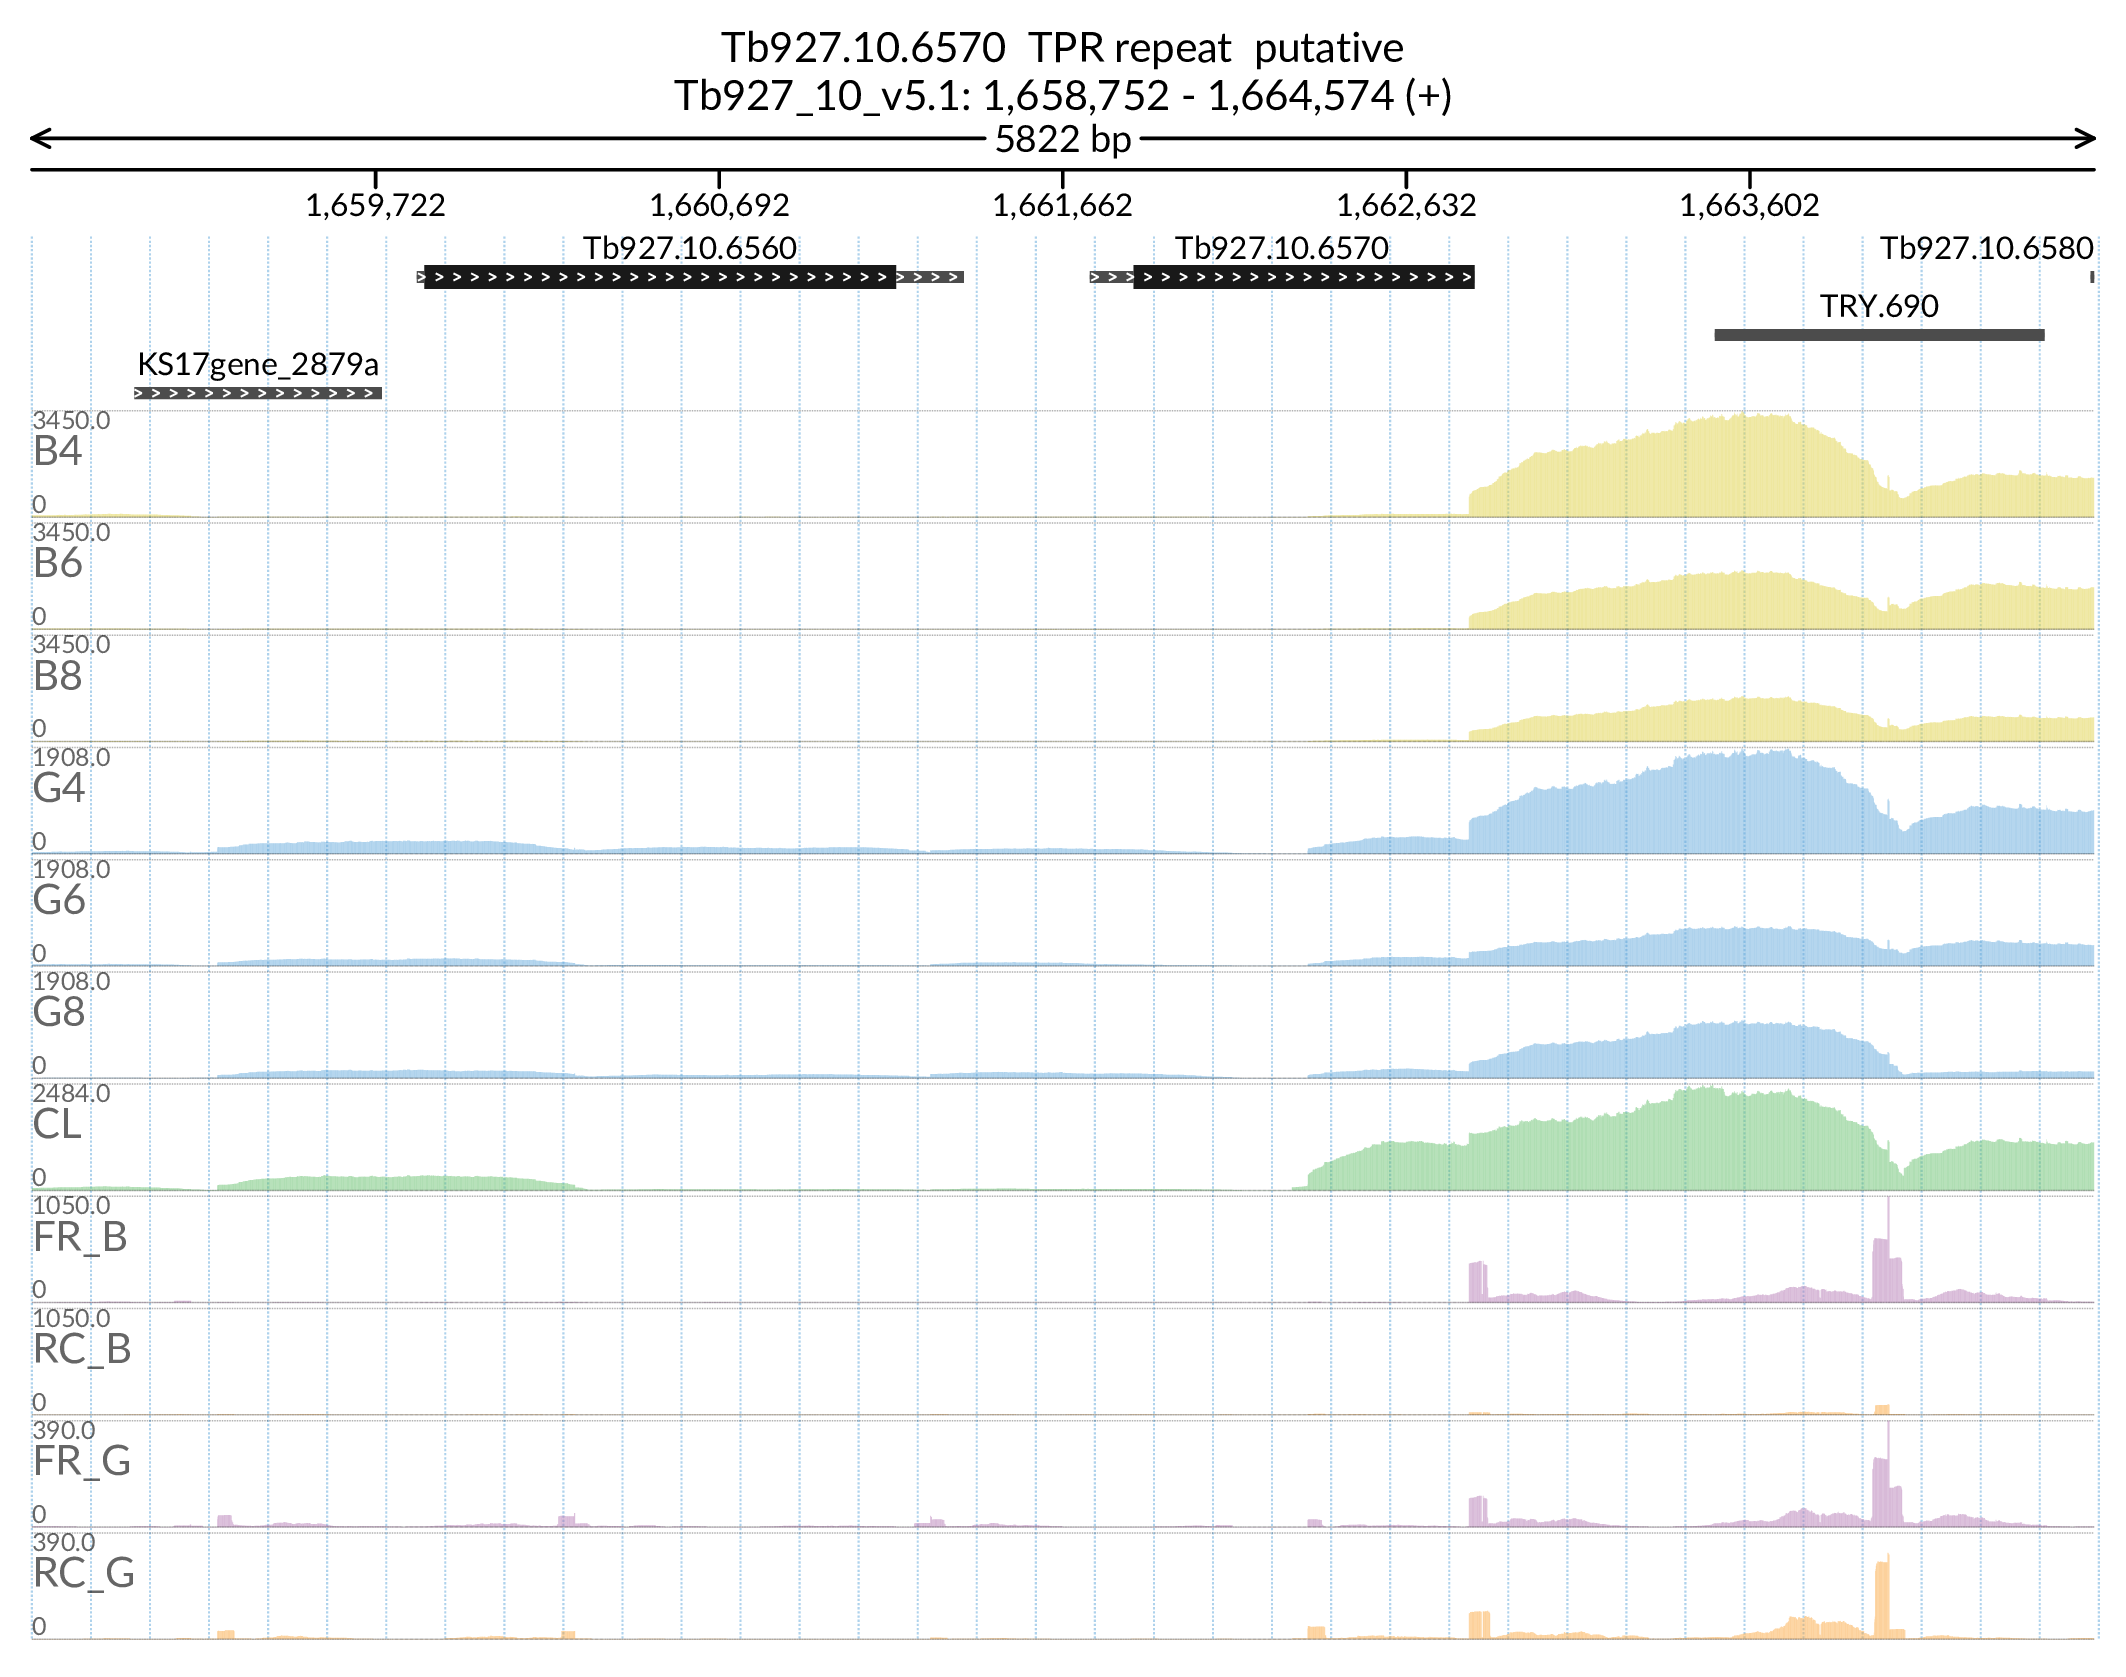 Tb927.10.6570 TPR repeat putative
Tb927_10_v5.1: 1,658,752 - 1,664,574 (+)
5822 bp
1,659,722 1,660,692 1,661,662 1,662,632 1,663,602
Tb927.10.6560 Tb927.10.6570 Tb927.10.6580
TRY.690
KS17gene_2879a
3450.0
B4
0
3450.0
B6
0
3450.0
B8
0
1908.0
G4
0
1908.0
G6
0
1908.0
G8
0
2484.0
CL
0
1050.0
FR_B
0
1050.0
RC_B
0
390.0
FR_G
0
390.0
RC_G
0